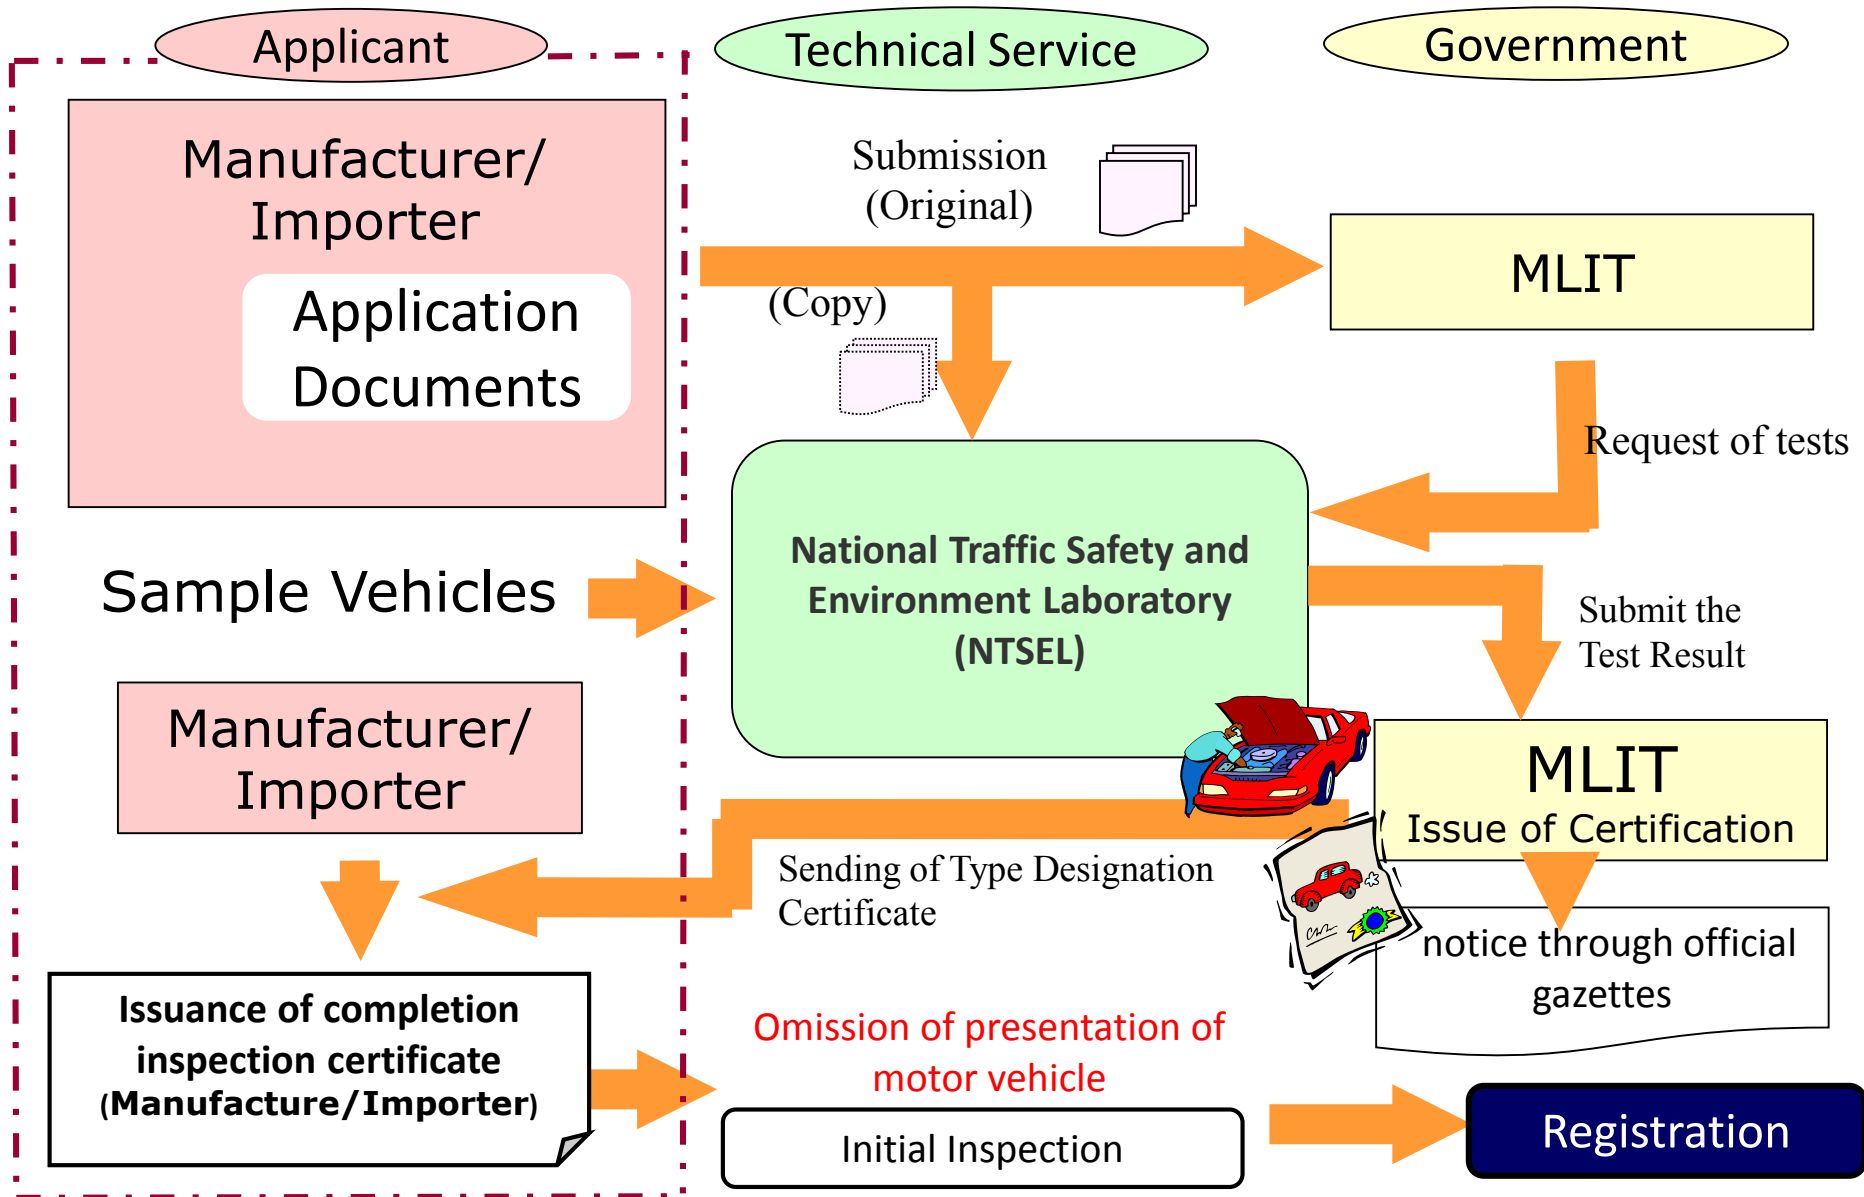 Applicant
Technical Service
Government
Manufacturer/
Importer
Application
Documents
Submission
(Original)
(Copy)
MLIT
Request of tests
National Traffic Safety and
Environment Laboratory
(NTSEL)
Sample Vehicles
Submit the
Test Result
Manufacturer/
Importer
MLIT
Issue of Certification
Sending of Type Designation
Certificate
notice through official
gazettes
Issuance of completion
inspection certificate
(Manufacture/Importer)
Omission of presentation of
motor vehicle
Initial Inspection
Registration